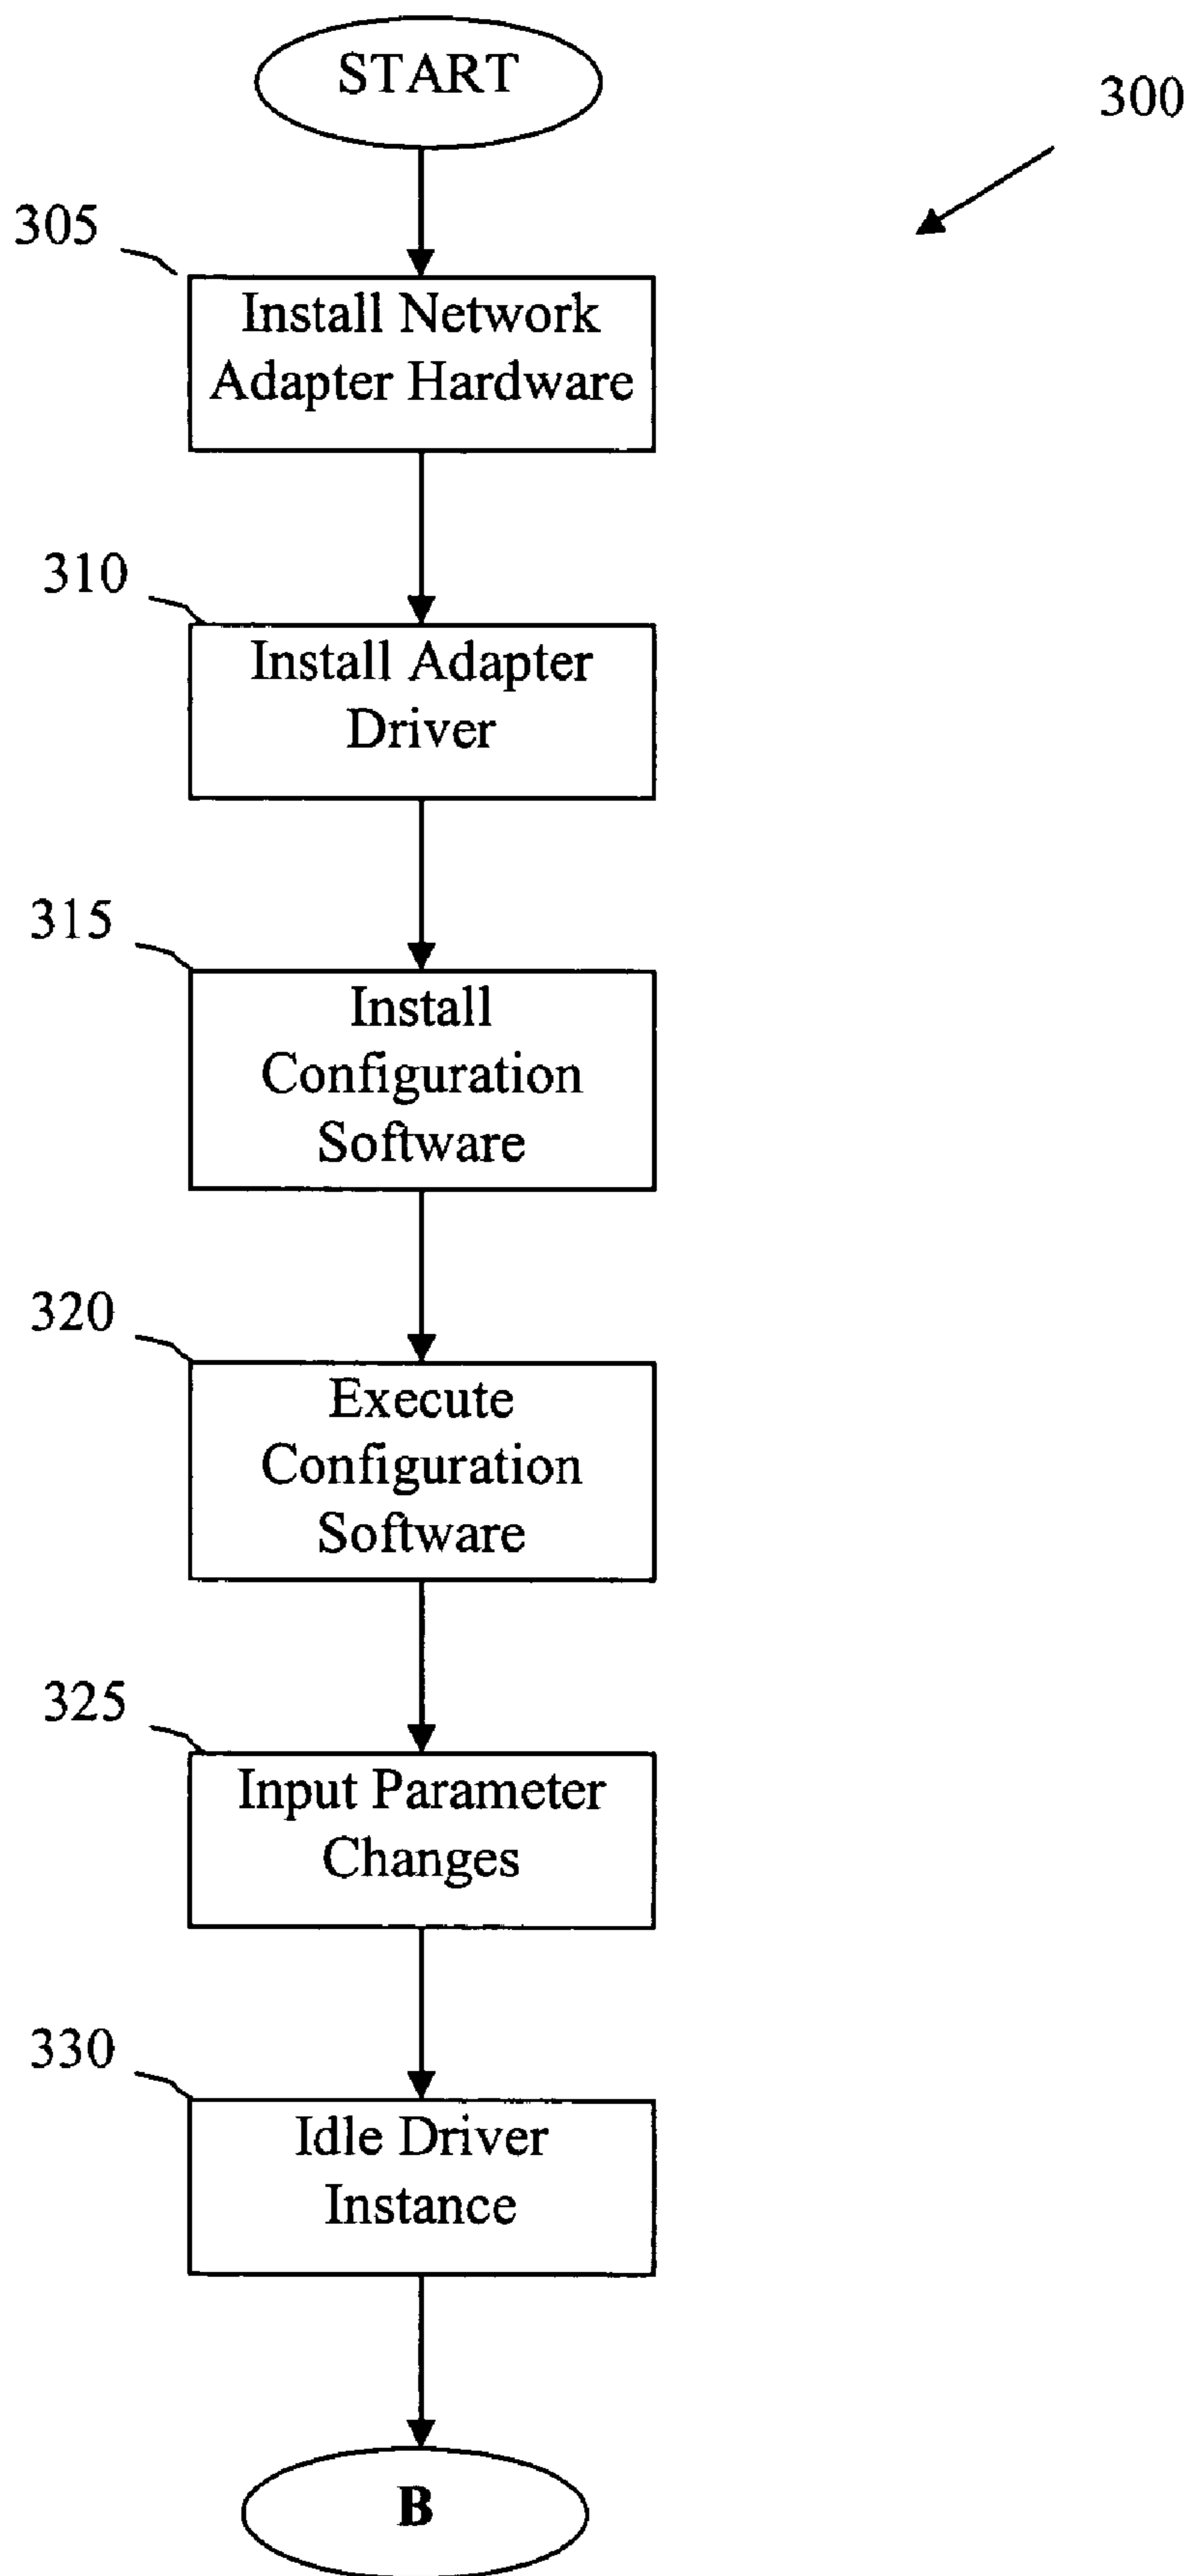 START
300
305
Install Network
Adapter Hardware
310
Install Adapter
Driver
315
Install
Configuration
Software
320
Execute
Configuration
Software
325
Input Parameter
Changes
330
Idle Driver
Instance
B